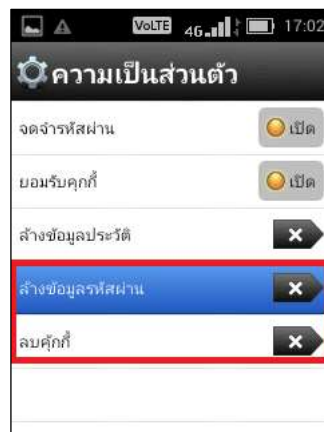 VoLTE 4G 17:02
ความเป็นส่วนตัว
จดจำรหัสผ่าน เปิด
ยอมรับคุกกี้ เปิด
ล้างข้อมูลประวัติ
ล้างข้อมูลรหัสผ่าน
ลบคุ้กกี้